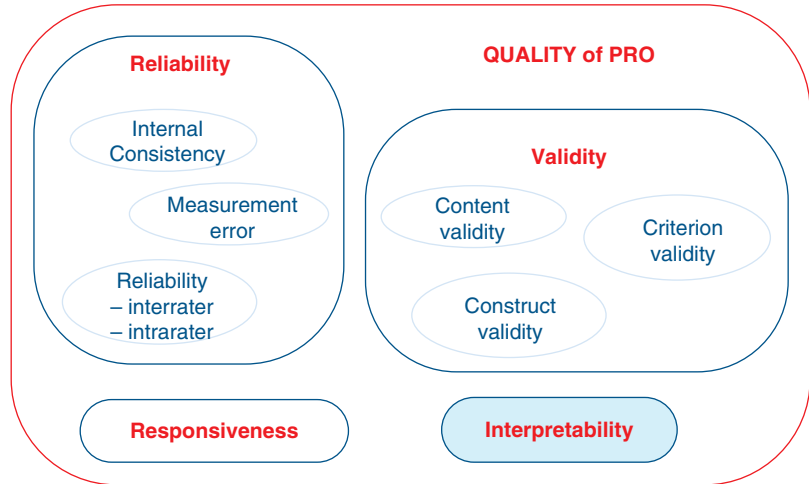 QUALITY of PRO
Reliability
Internal
Consistency
Measurement
error
Reliability
– interrater
– intrarater
Validity
Content
validity
Criterion
validity
Construct
validity
Responsiveness
Interpretability